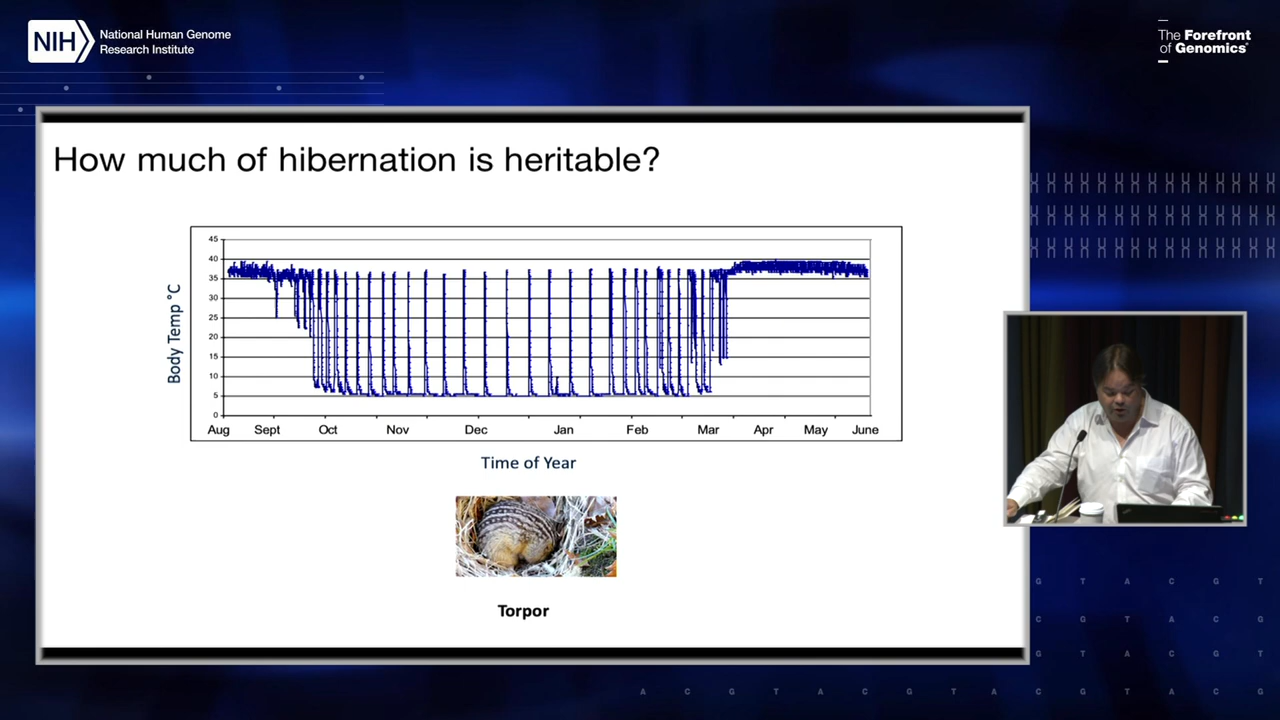 NIH
National Human Genome
Research Institute
The Forefront
of Genomics®
How much of hibernation is heritable?
Body Temp °C
45
40
35
30
25
20
15
10
5
0
Aug Sept Oct Nov Dec Jan Feb Mar Apr May June
Time of Year
Torpor
G T A C G T
C G T A C G
G T A C G T
A C G T A C G T A C G T A C G